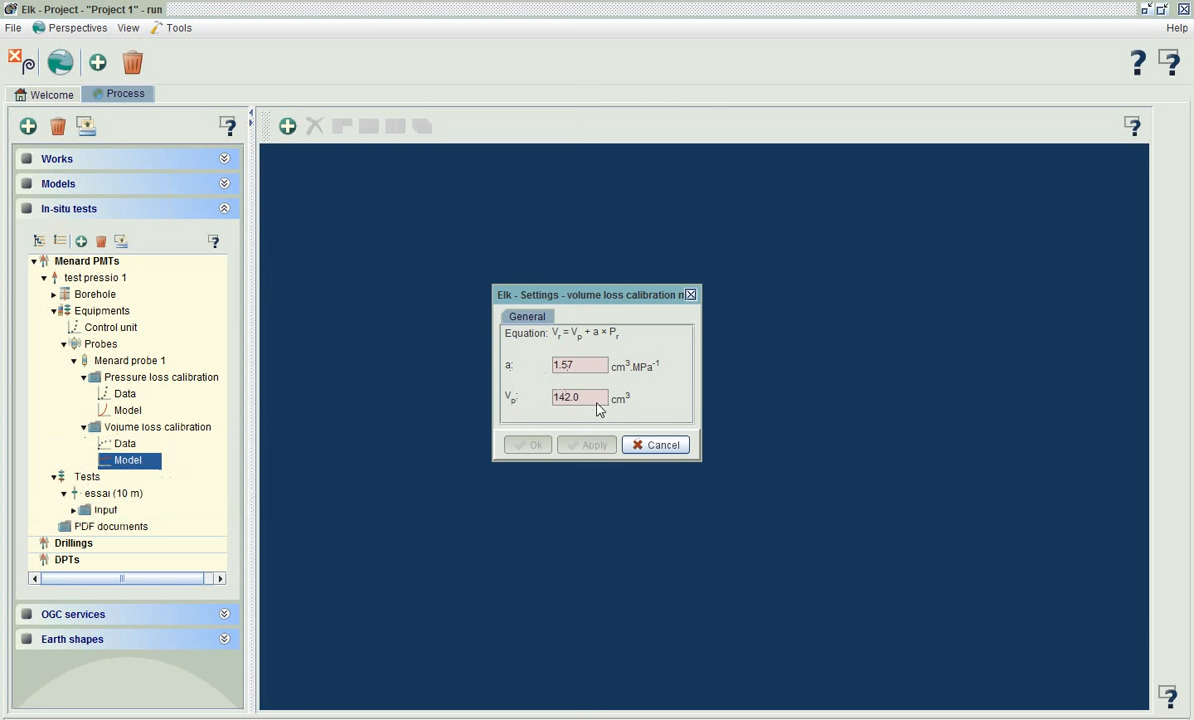 Elk - Project - "Project 1" - run
File Perspectives View Tools Help
Welcome Process
Works
Models
In-situ tests
Menard PMTs
test pressio 1
Borehole
Equipments
Control unit
Probes
Menard probe 1
Pressure loss calibration
Data
Model
Volume loss calibration
Data
Model
Tests
essai (10 m)
Input
PDF documents
Drillings
DPTs
OGC services
Earth shapes
Elk - Settings - volume loss calibration n
General
Equation: Vr = Vp + a × Pr
a: 1.57 cm³.MPa⁻¹
Vp: 142.0 cm³
Ok Apply Cancel